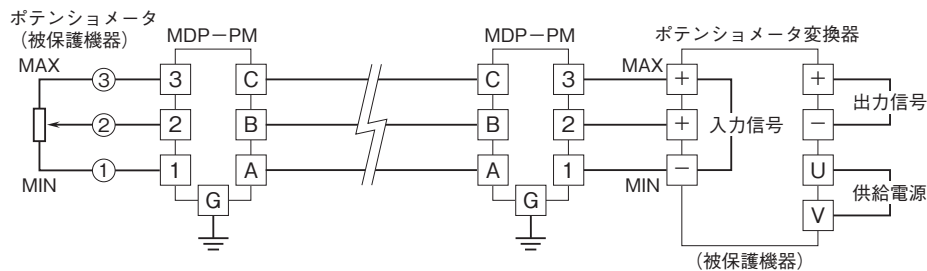 ポテンショメータ
(被保護機器)
MDP-PM
MDP-PM
ポテンショメータ変換器
MAX ③ 3 C C 3 MAX + +
② 2 B B 2 + 入力信号 - 出力信号
① 1 A A 1 - U
MIN MIN
G G 供給電源
V
(被保護機器)